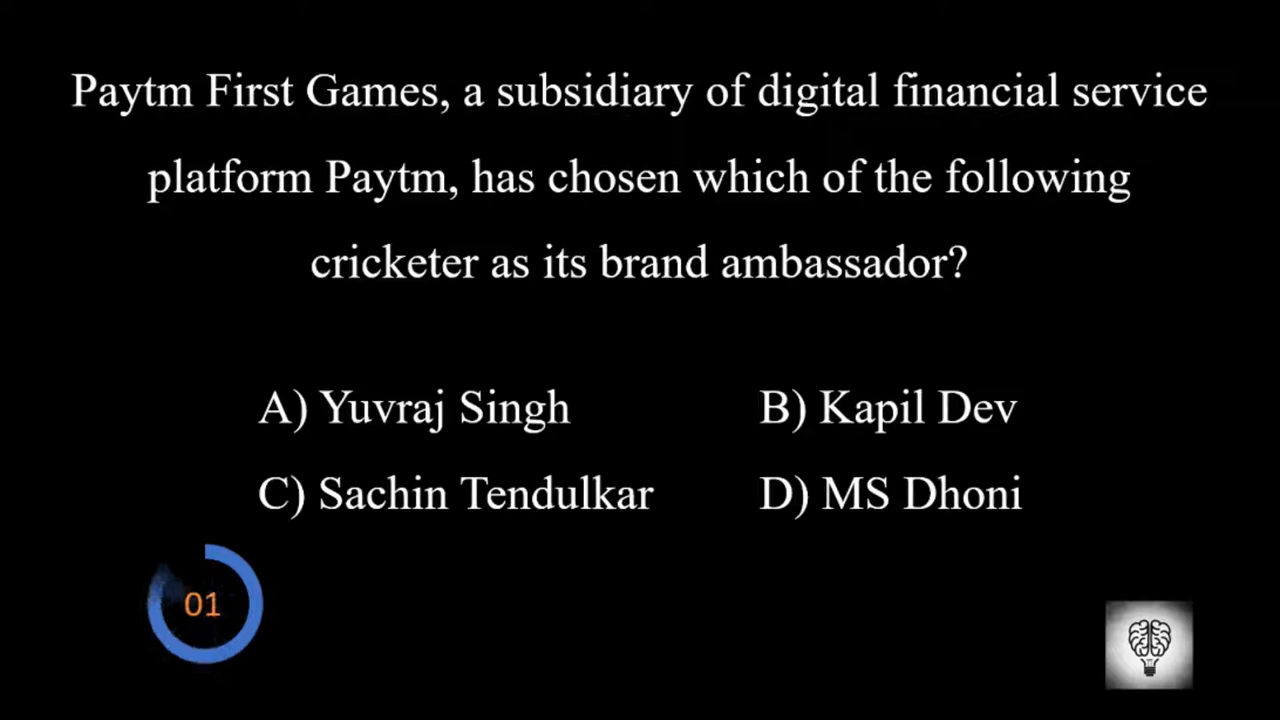 Paytm First Games, a subsidiary of digital financial service
platform Paytm, has chosen which of the following
cricketer as its brand ambassador?
A) Yuvraj Singh
B) Kapil Dev
C) Sachin Tendulkar
D) MS Dhoni
01